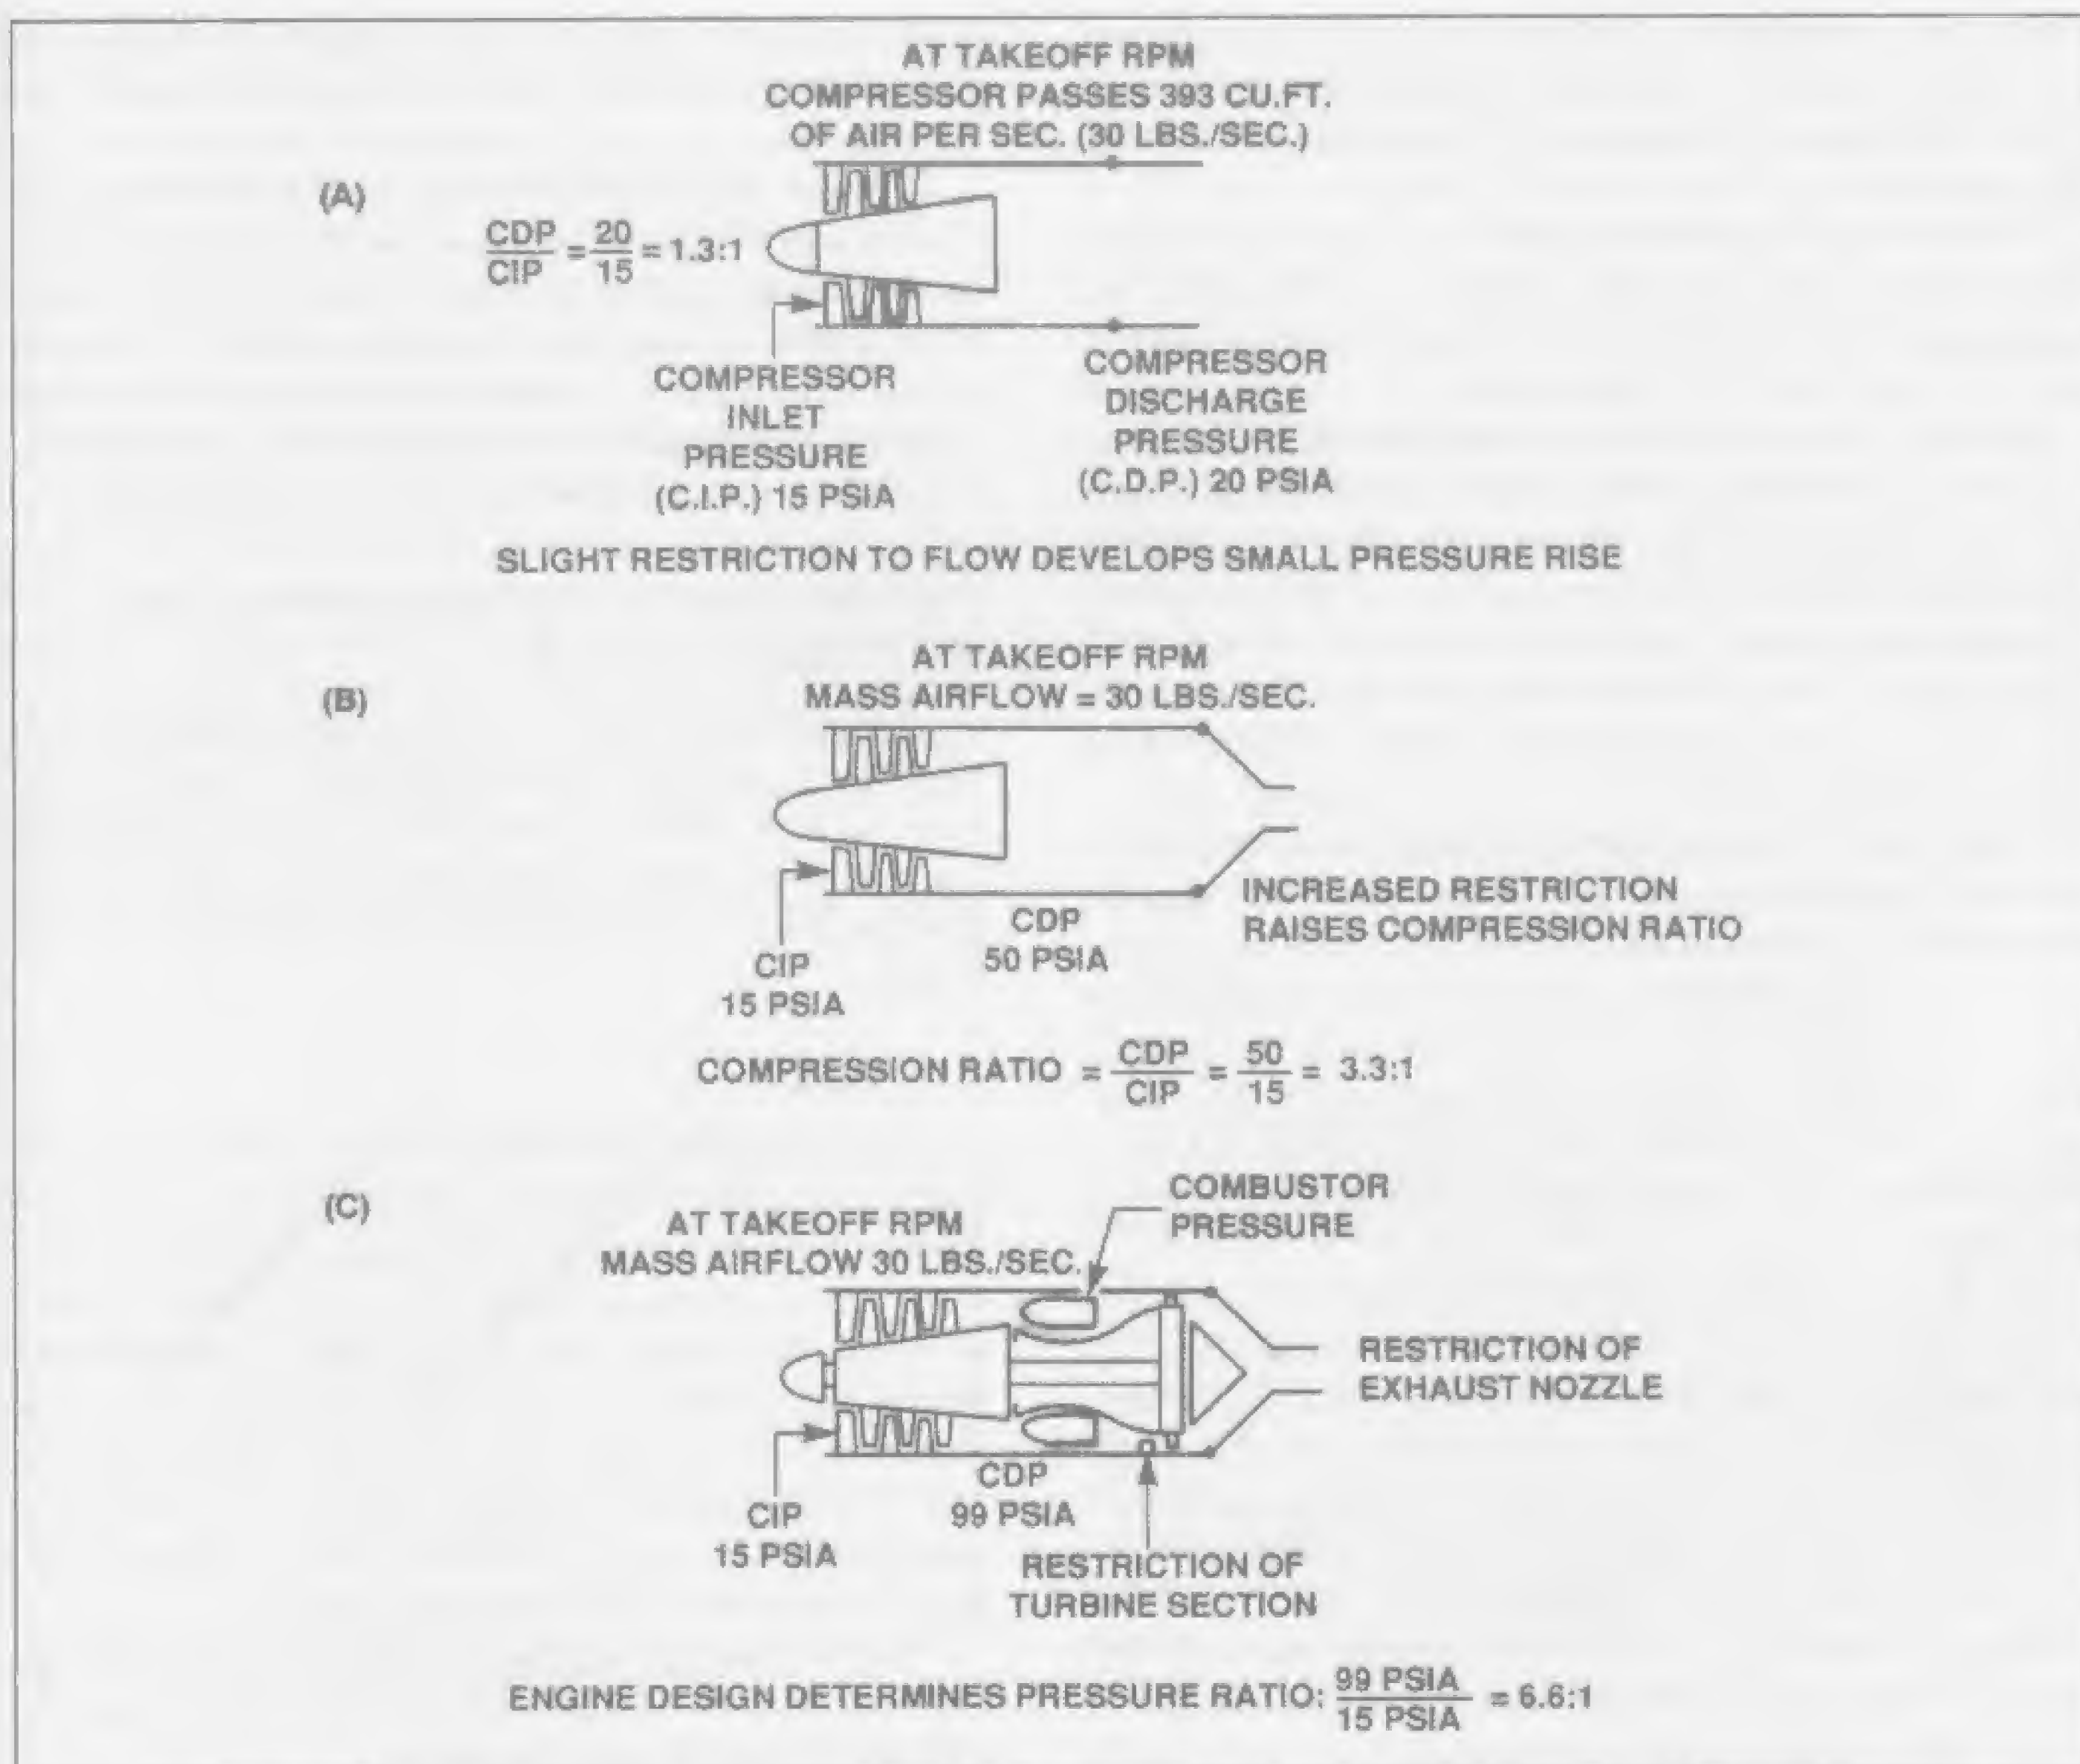 AT TAKEOFF RPM
COMPRESSOR PASSES 393 CU.FT.
OF AIR PER SEC. (30 LBS./SEC.)
(A)
CDP/CIP = 20/15 = 1.3:1
COMPRESSOR
INLET
PRESSURE
(C.I.P.) 15 PSIA
COMPRESSOR
DISCHARGE
PRESSURE
(C.D.P.) 20 PSIA
SLIGHT RESTRICTION TO FLOW DEVELOPS SMALL PRESSURE RISE
(B)
AT TAKEOFF RPM
MASS AIRFLOW = 30 LBS./SEC.
CIP
15 PSIA
CDP
50 PSIA
INCREASED RESTRICTION
RAISES COMPRESSION RATIO
COMPRESSION RATIO = CDP/CIP = 50/15 = 3.3:1
(C)
AT TAKEOFF RPM
MASS AIRFLOW 30 LBS./SEC.
COMBUSTOR
PRESSURE
RESTRICTION OF
EXHAUST NOZZLE
CIP
15 PSIA
CDP
99 PSIA
RESTRICTION OF
TURBINE SECTION
ENGINE DESIGN DETERMINES PRESSURE RATIO: 99 PSIA/15 PSIA = 6.6:1